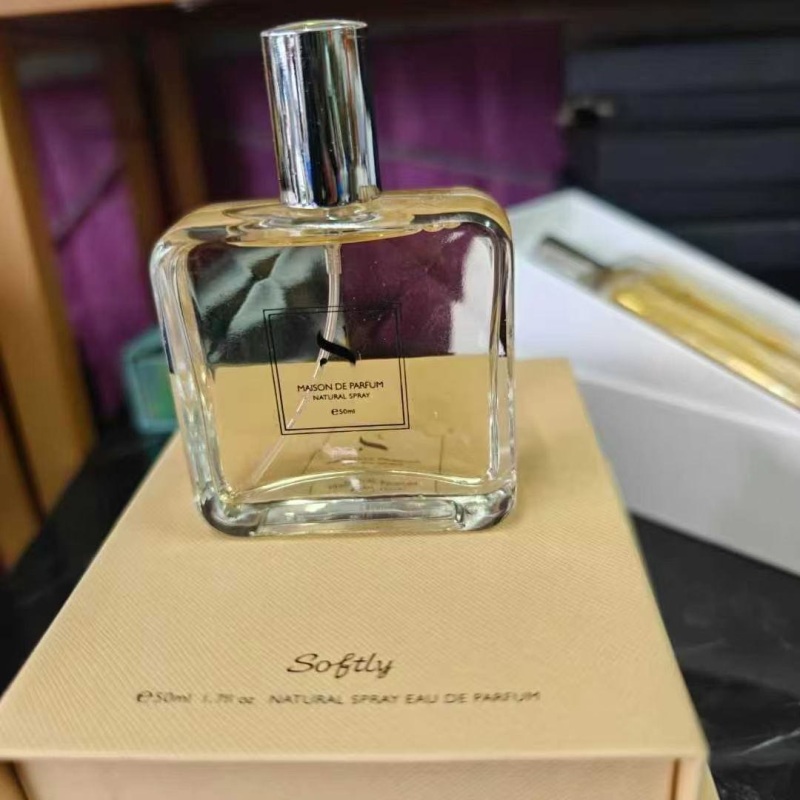 S
MAISON DE PARFUM
NATURAL SPRAY
℮50ml
Softly
℮50ml 1.7fl oz NATURAL SPRAY EAU DE PARFUM